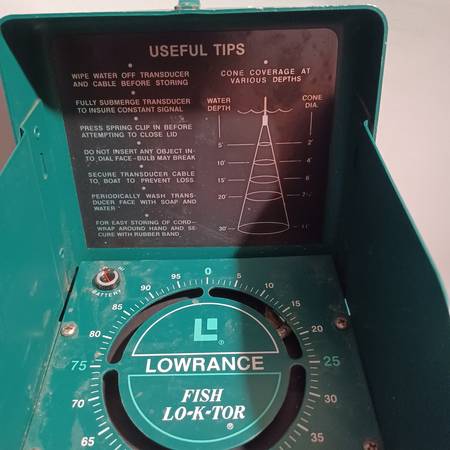 USEFUL TIPS
WIPE WATER OFF TRANSDUCER
AND CABLE BEFORE STORING
FULLY SUBMERGE TRANSDUCER
TO INSURE CONSTANT SIGNAL
PRESS SPRING CLIP IN BEFORE
ATTEMPTING TO CLOSE LID
DO NOT INSERT ANY OBJECT IN-
TO DIAL FACE-BULB MAY BREAK
SECURE TRANSDUCER CABLE
TO BOAT TO PREVENT LOSS
PERIODICALLY WASH TRANS-
DUCER FACE WITH SOAP AND
WATER
FOR EASY STORING OF CORD-
WRAP AROUND HAND AND SE-
CURE WITH RUBBER BAND
CONE COVERAGE AT
VARIOUS DEPTHS
WATER DEPTH
CONE DIA.
5' 2'
10' 4'
15' 6'
20' 7'
30' 11'
BATTERY
0
5
10
15
20
25
30
35
95
90
85
80
75
70
65
LOWRANCE
FISH
LO-K-TOR
®